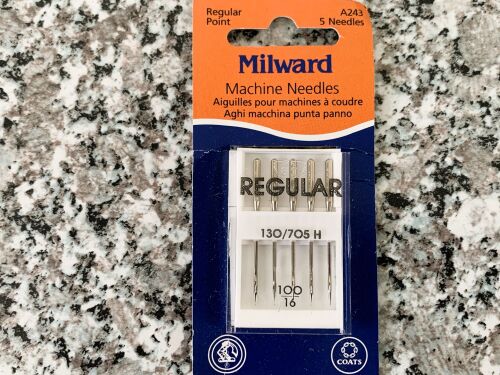 Regular
Point
A243
5 Needles
Milward
Machine Needles
Aiguilles pour machines à coudre
Aghi macchina punta panno
REGULAR
130/705 H
100
16
COATS